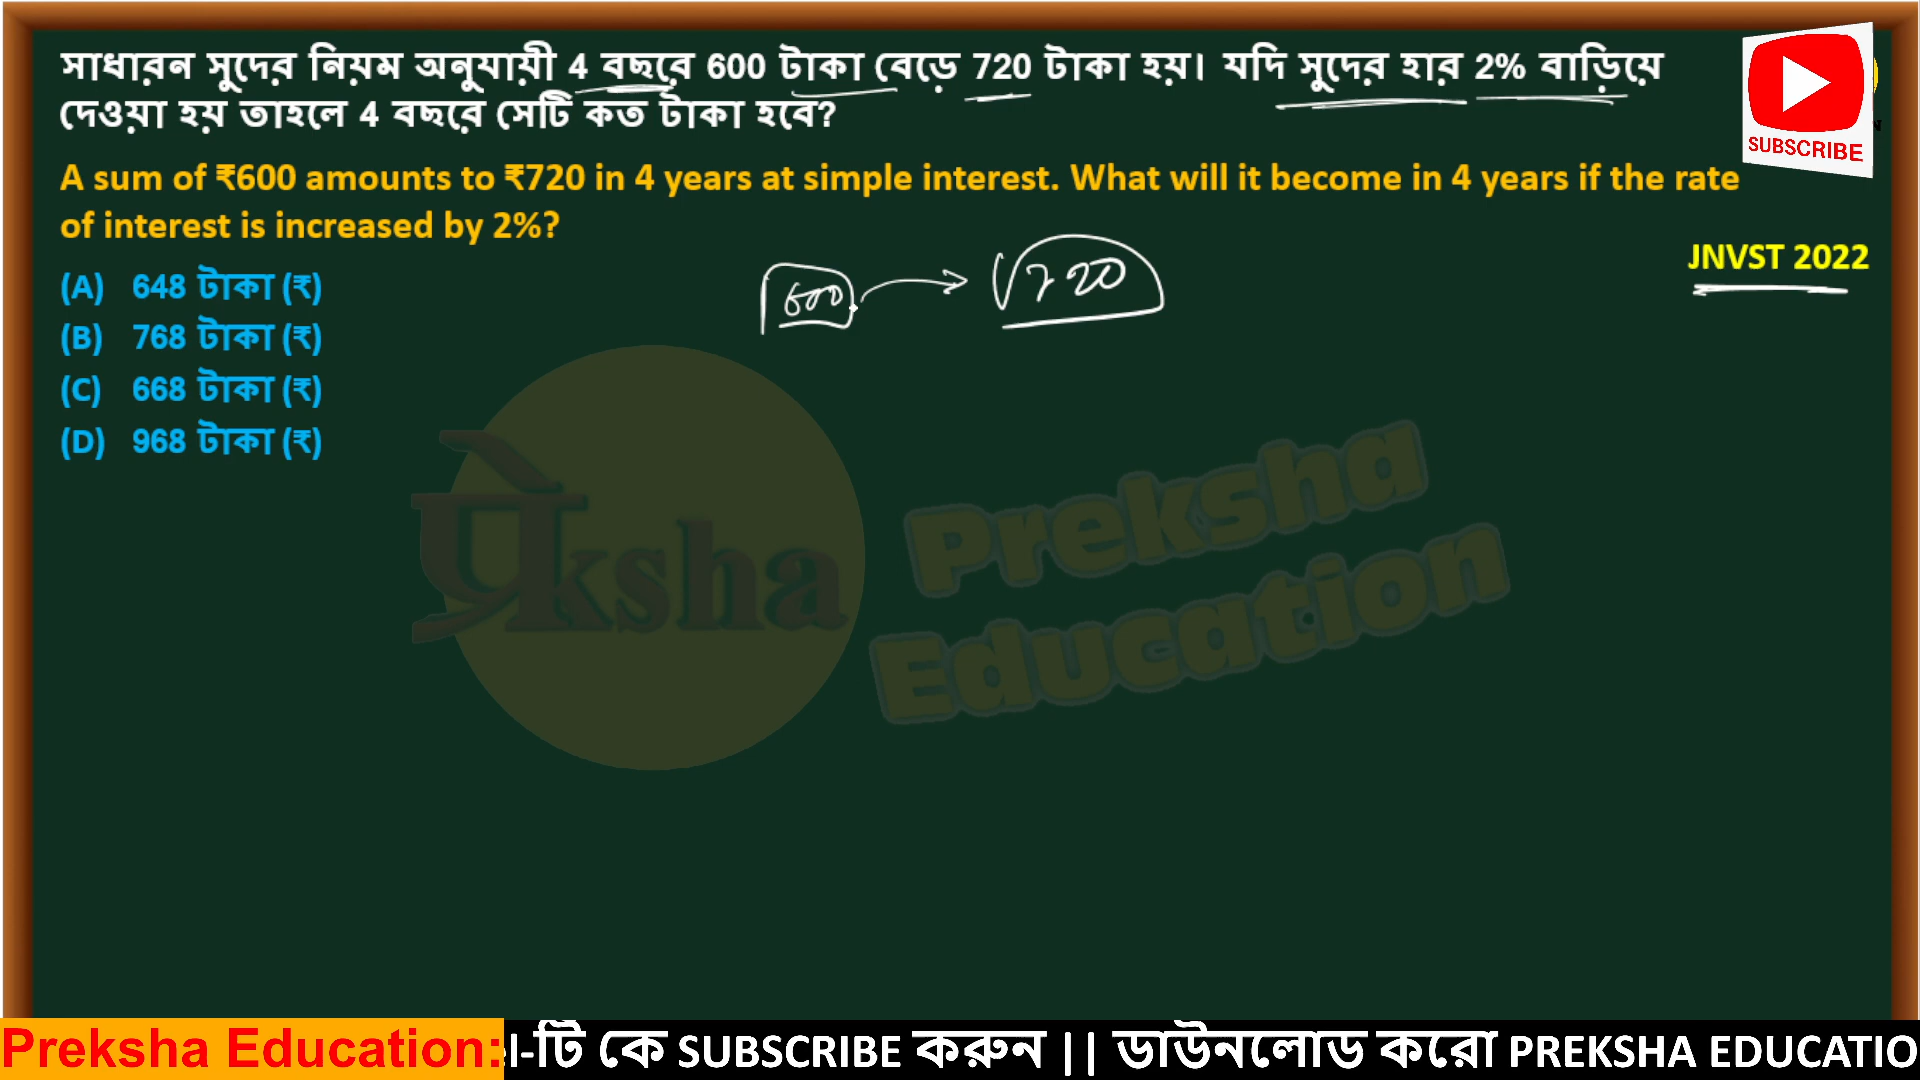 সাধারন সুদের নিয়ম অনুযায়ী 4 বছরে 600 টাকা বেড়ে 720 টাকা হয়। যদি সুদের হার 2% বাড়িয়ে
দেওয়া হয় তাহলে 4 বছরে সেটি কত টাকা হবে?
SUBSCRIBE
A sum of ₹600 amounts to ₹720 in 4 years at simple interest. What will it become in 4 years if the rate
of interest is increased by 2%?
JNVST 2022
(A) 648 টাকা (₹)
600 720
(B) 768 টাকা (₹)
(C) 668 টাকা (₹)
(D) 968 টাকা (₹)
प्रेksha
Preksha
Education
Preksha Education:
-টি কে SUBSCRIBE করুন || ডাউনলোড করো PREKSHA EDUCATIO